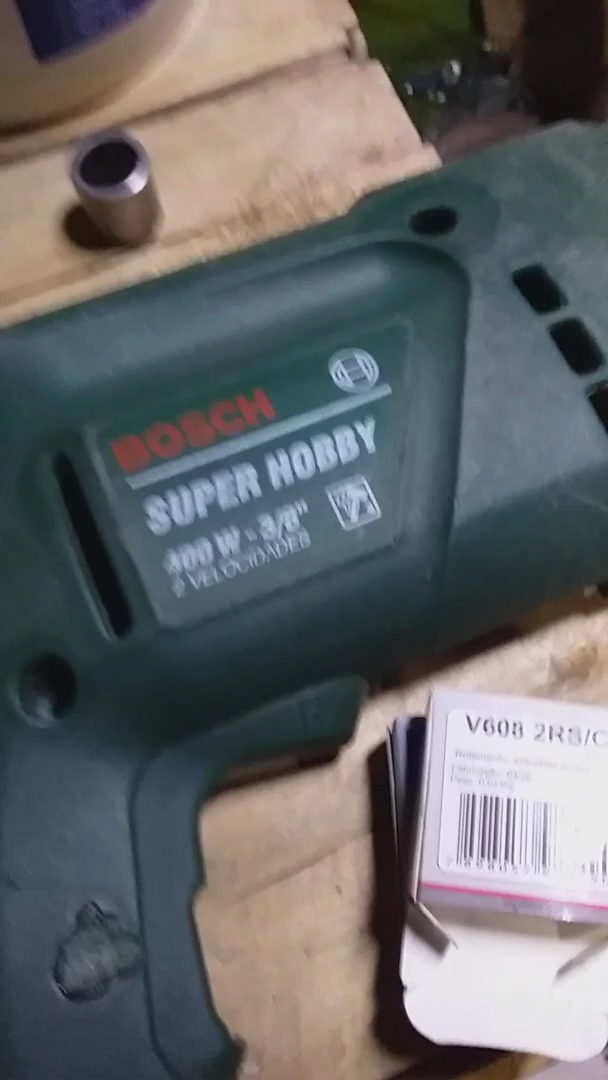 BOSCH
SUPER HOBBY
400 W - 3/8"
2 VELOCIDADES
V608 2RS/C